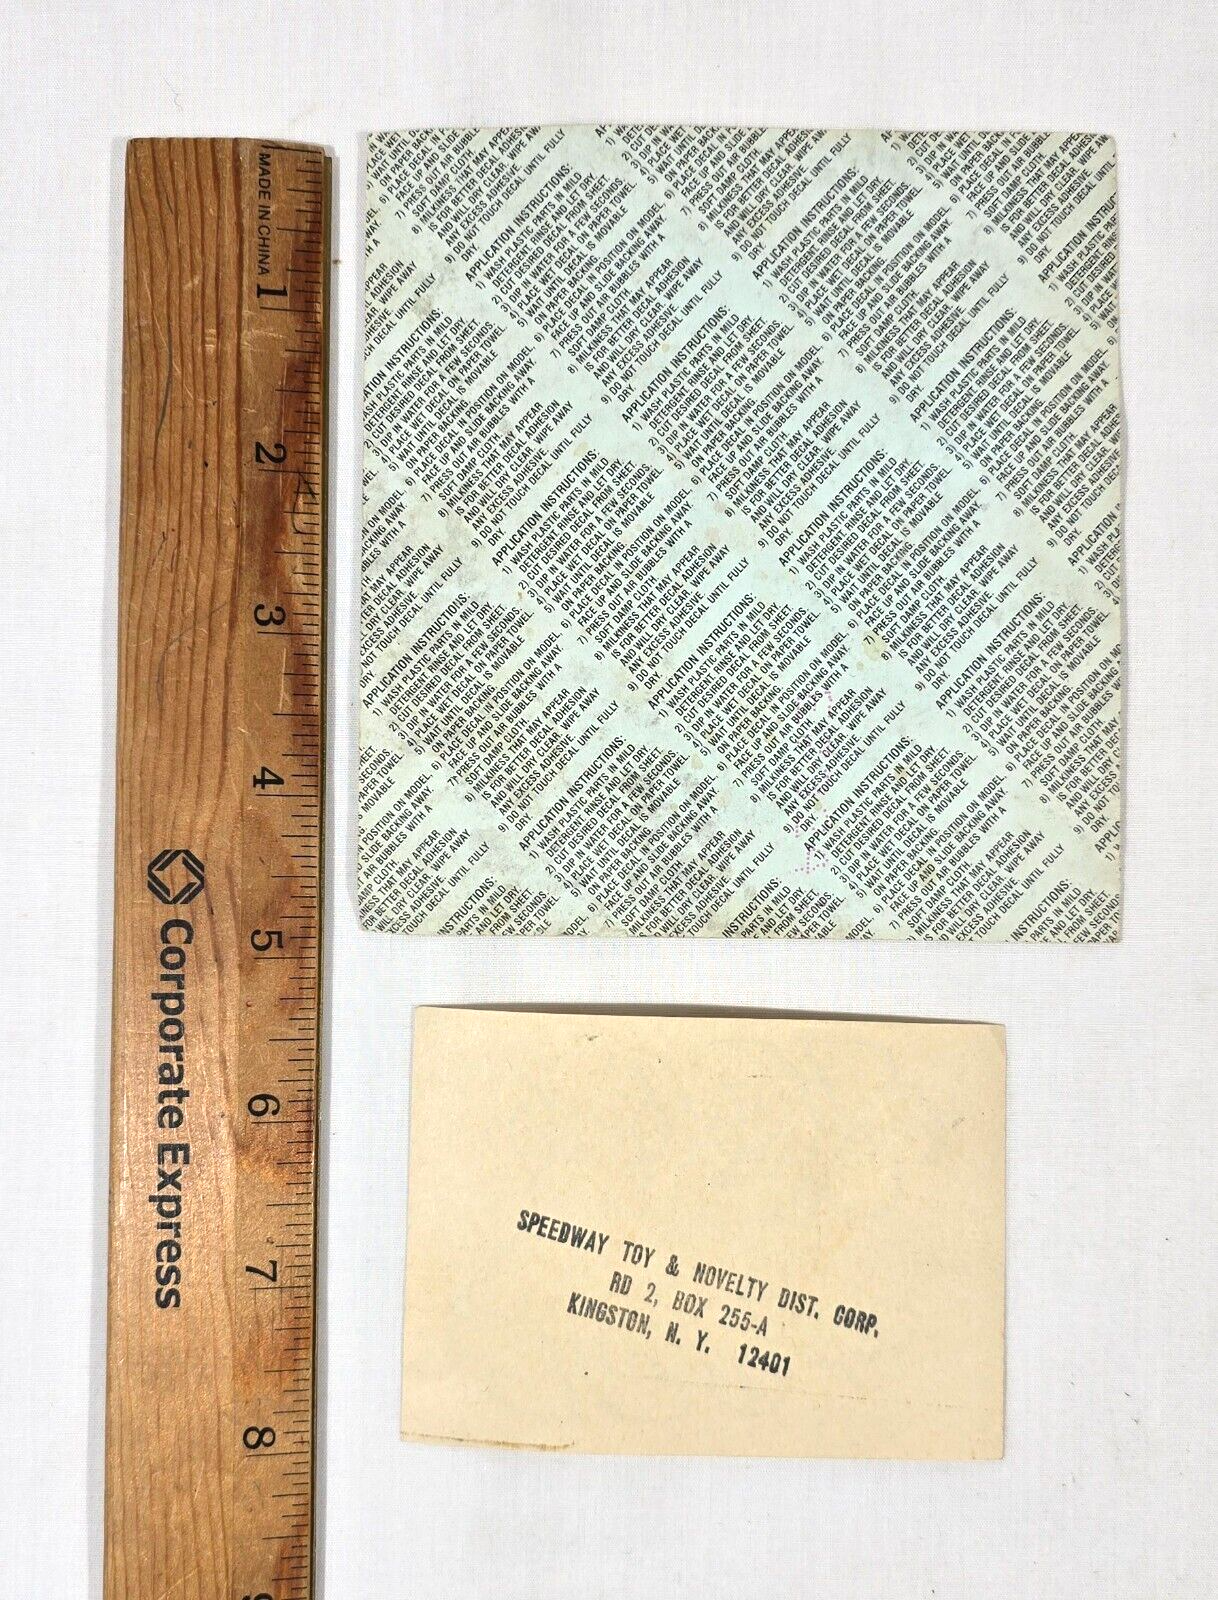 MADE IN CHINA
1
2
3
4
5
6
7
8
9
Corporate Express
APPLICATION INSTRUCTIONS:
1) WASH PLASTIC PARTS IN MILD
DETERGENT, RINSE AND LET DRY.
2) CUT DESIRED DECAL FROM SHEET.
3) DIP IN WATER FOR A FEW SECONDS.
4) PLACE WET DECAL ON PAPER TOWEL.
5) WAIT UNTIL DECAL IS MOVABLE
ON PAPER BACKING.
6) PLACE DECAL IN POSITION ON MODEL,
FACE UP AND SLIDE BACKING AWAY.
7) PRESS OUT AIR BUBBLES WITH A
SOFT DAMP CLOTH.
8) MILKINESS THAT MAY APPEAR
IS FOR BETTER DECAL ADHESION
AND WILL DRY CLEAR. WIPE AWAY
ANY EXCESS ADHESIVE.
9) DO NOT TOUCH DECAL UNTIL FULLY
DRY.
SPEEDWAY TOY & NOVELTY DIST. CORP.
RD 2, BOX 255-A
KINGSTON, N. Y. 12401